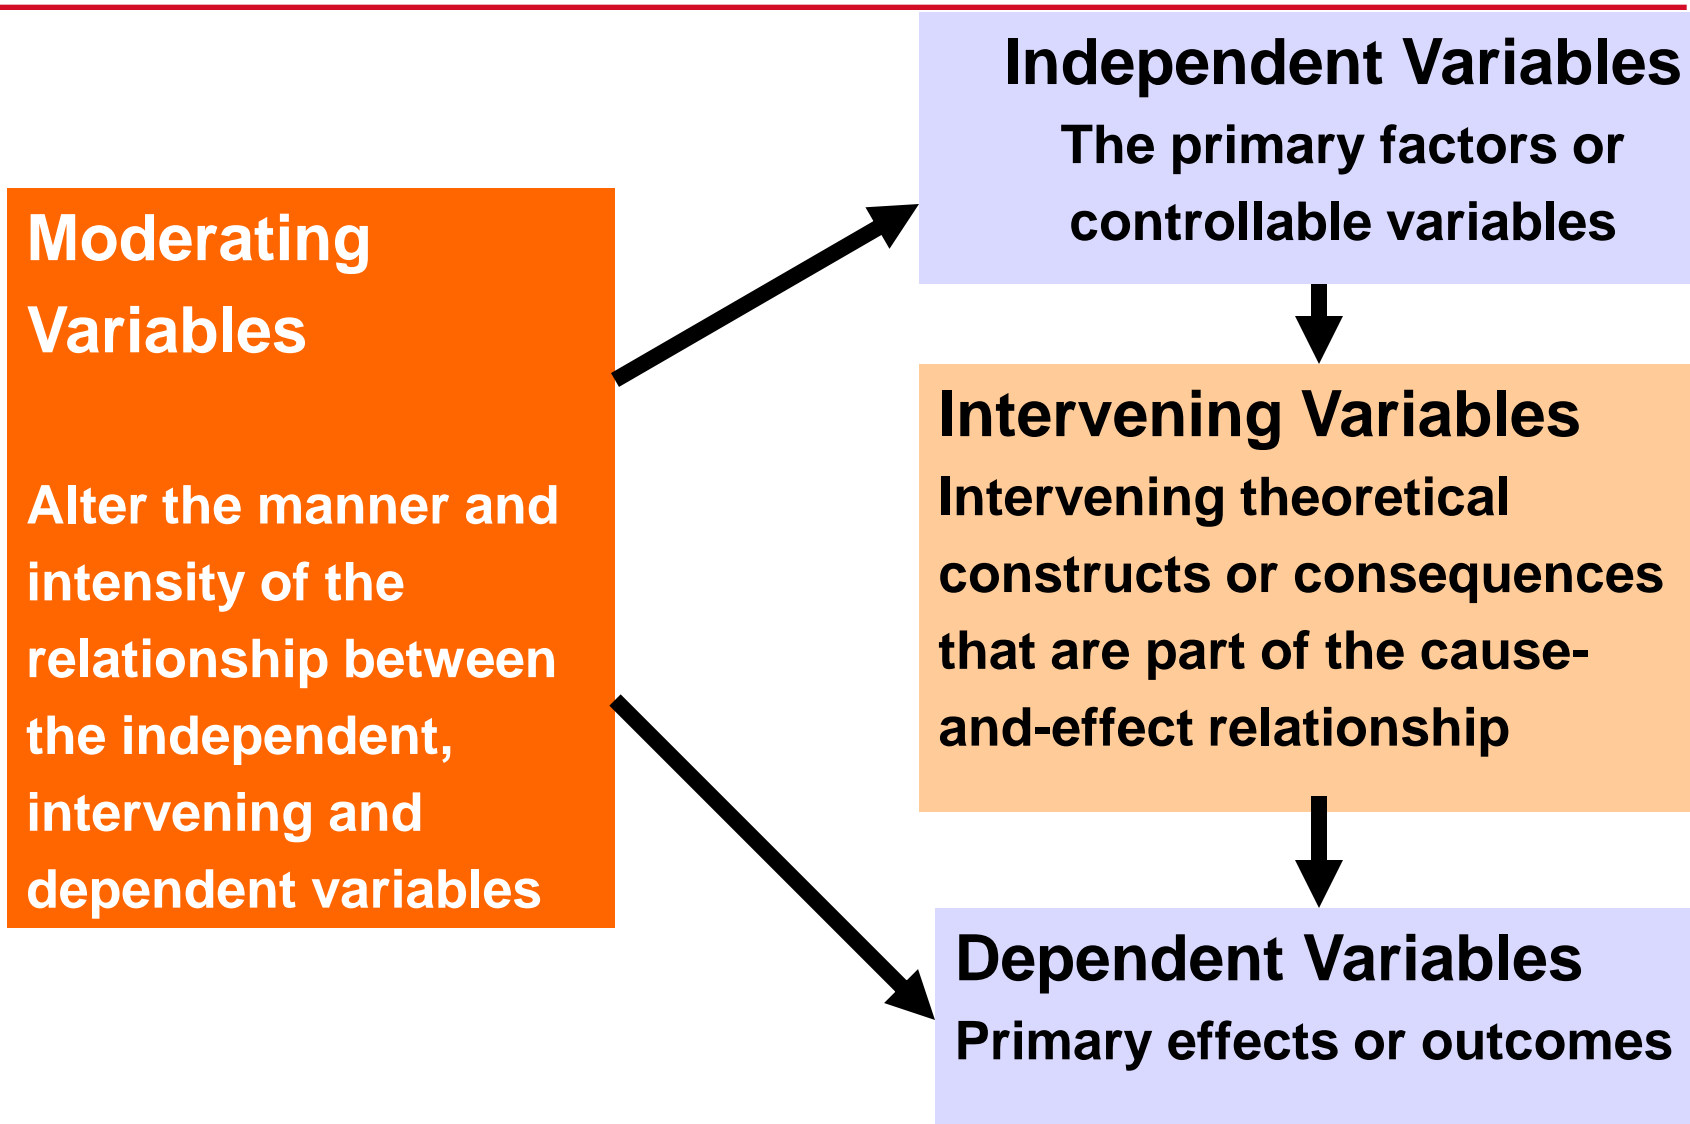 Moderating
Variables
Alter the manner and
intensity of the
relationship between
the independent,
intervening and
dependent variables
Independent Variables
The primary factors or
controllable variables
Intervening Variables
Intervening theoretical
constructs or consequences
that are part of the cause-
and-effect relationship
Dependent Variables
Primary effects or outcomes